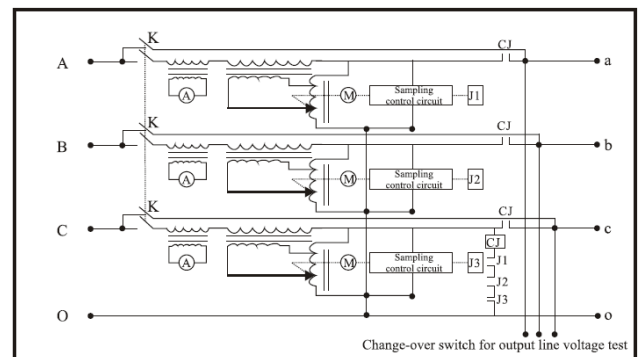 K CJ
A a
A M Sampling control circuit J1
K CJ
B b
M Sampling control circuit J2
K CJ
C c
CJ
A M Sampling control circuit J3 J1
J2
J3
O o
Change-over switch for output line voltage test